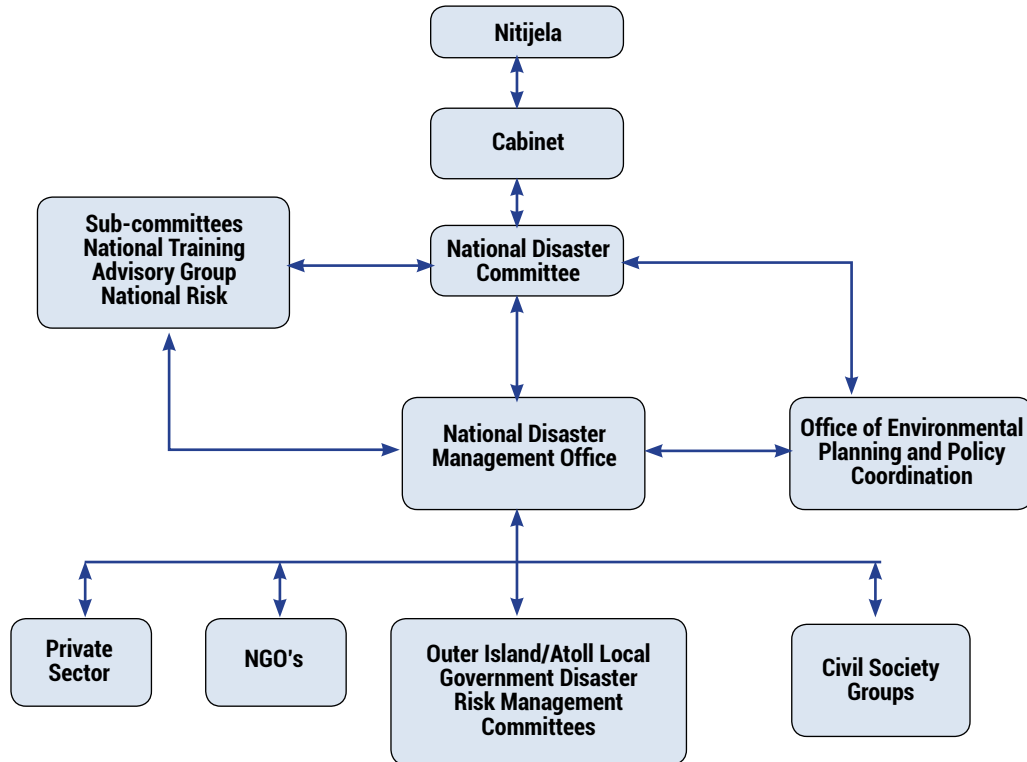 Nitijela
Cabinet
Sub-committees
National Training
Advisory Group
National Risk
National Disaster
Committee
National Disaster
Management Office
Office of Environmental
Planning and Policy
Coordination
Private
Sector
NGO's
Outer Island/Atoll Local
Government Disaster
Risk Management
Committees
Civil Society
Groups